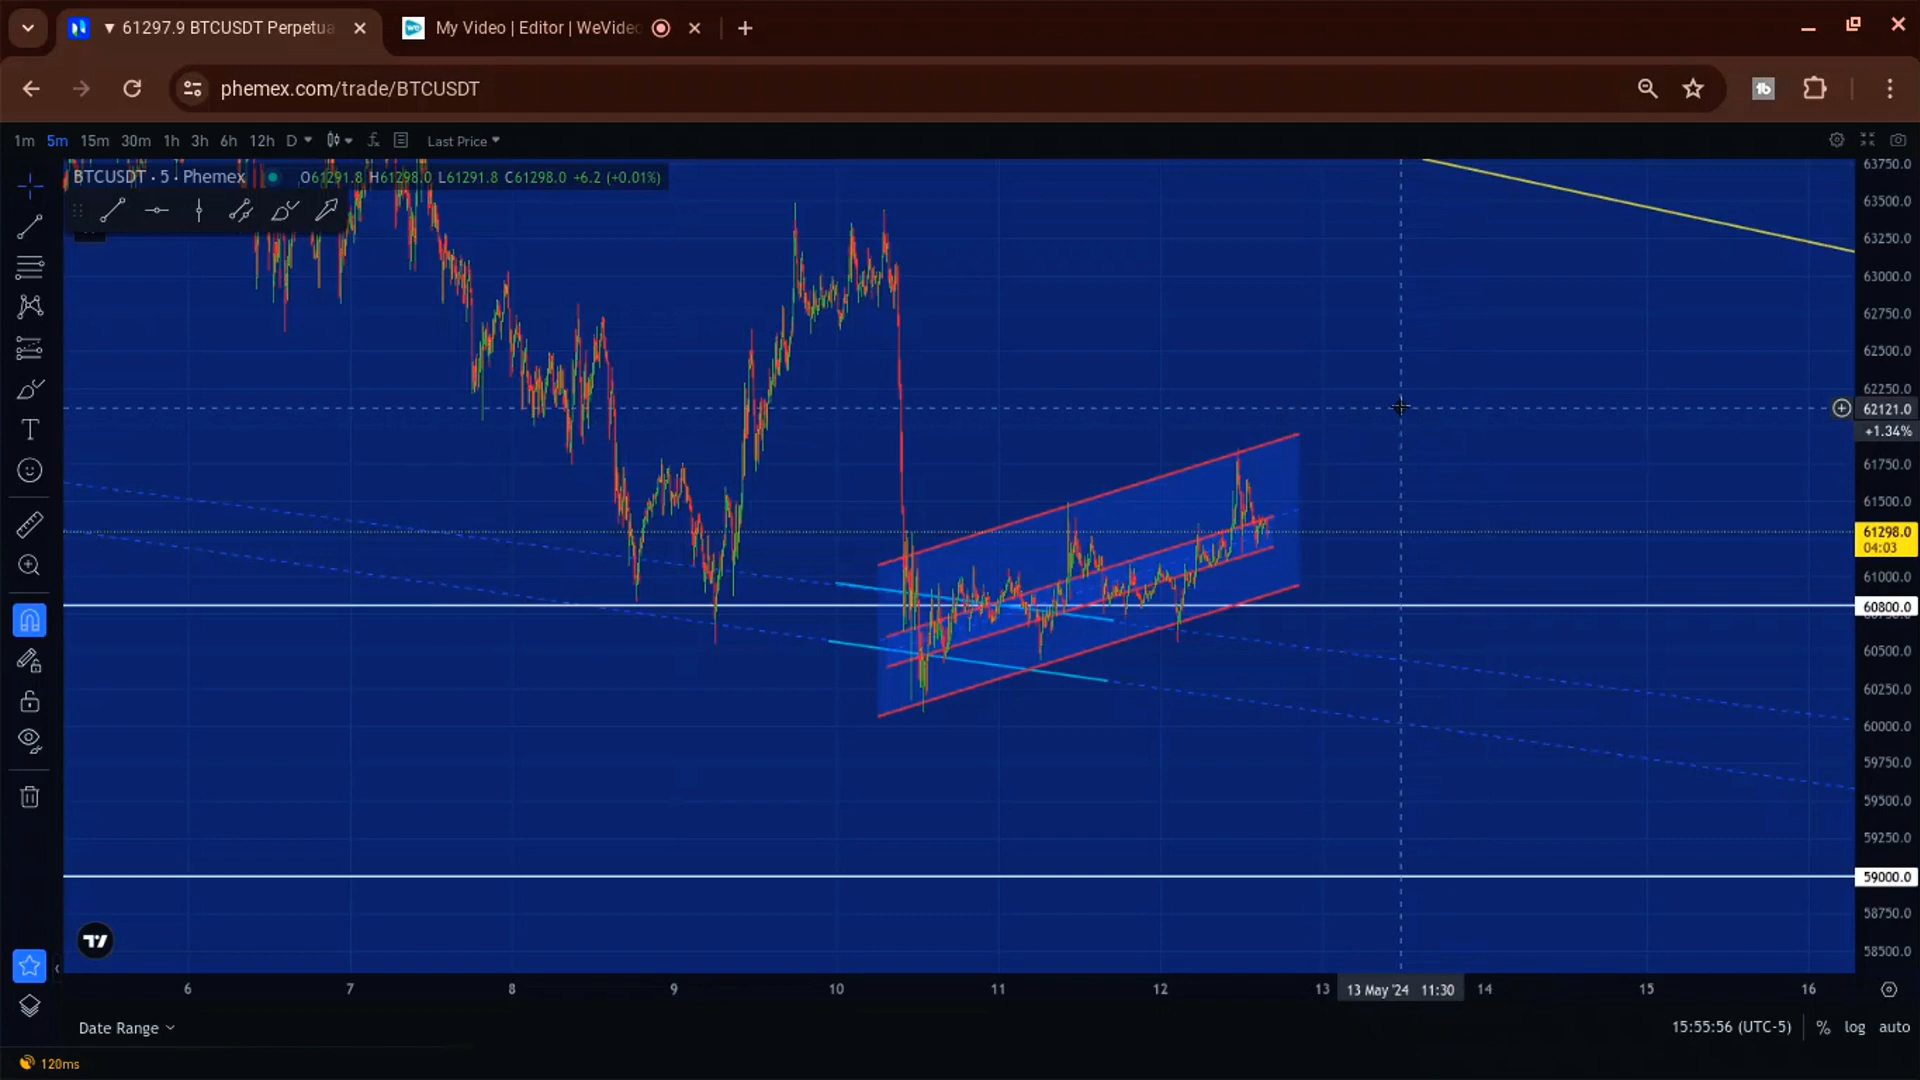 ▼ 61297.9 BTCUSDT Perpetua
My Video | Editor | WeVideo
phemex.com/trade/BTCUSDT
1m 5m 15m 30m 1h 3h 6h 12h D Last Price
BTCUSDT · 5 · Phemex O61291.8 H61298.0 L61291.8 C61298.0 +6.2 (+0.01%)
63750.0
63500.0
63250.0
63000.0
62750.0
62500.0
62250.0
62121.0
+1.34%
61750.0
61500.0
61298.0
04:03
61000.0
60800.0
60500.0
60250.0
60000.0
59750.0
59500.0
59250.0
59000.0
58750.0
58500.0
6 7 8 9 10 11 12 13 13 May '24 11:30 14 15 16
Date Range
15:55:56 (UTC-5) % log auto
120ms